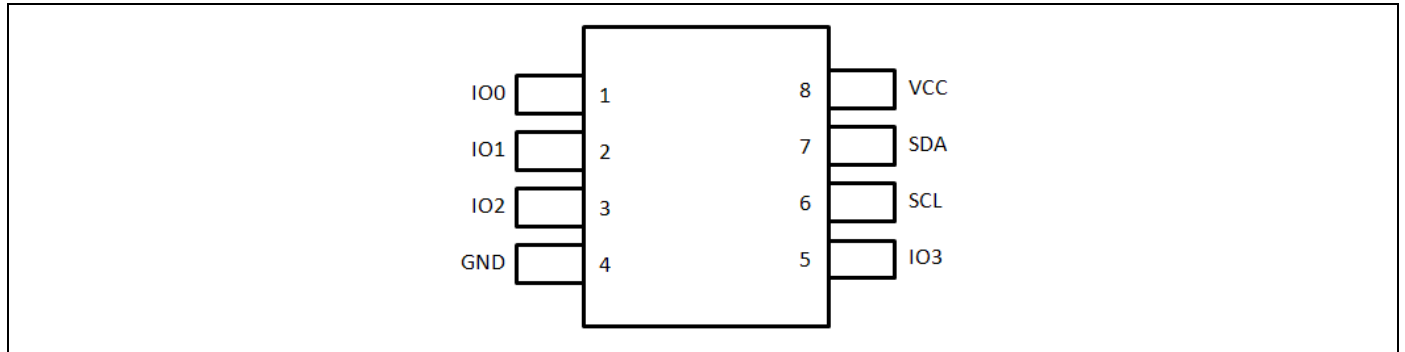 IO0 1 8 VCC
IO1 2 7 SDA
IO2 3 6 SCL
GND 4 5 IO3